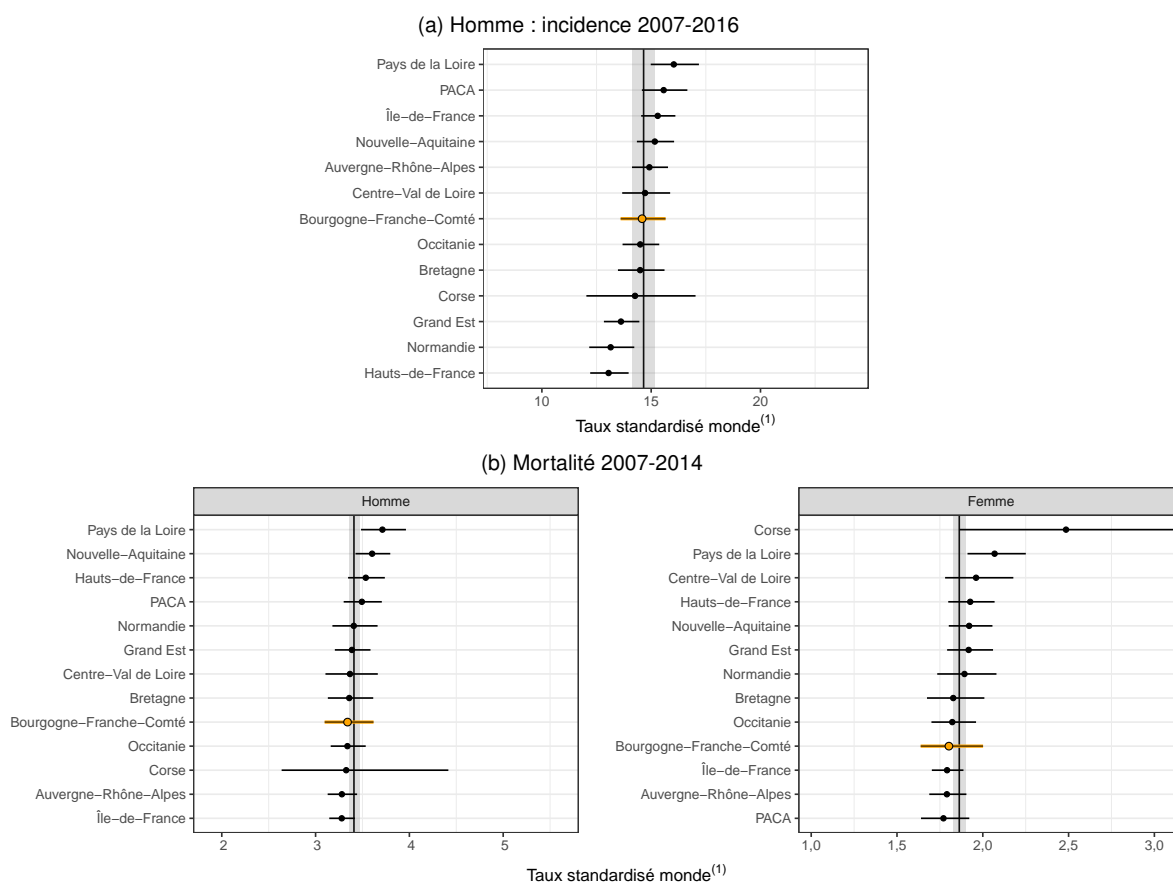 (a) Homme : incidence 2007-2016
Pays de la Loire
PACA
Île−de−France
Nouvelle−Aquitaine
Auvergne−Rhône−Alpes
Centre−Val de Loire
Bourgogne−Franche−Comté
Occitanie
Bretagne
Corse
Grand Est
Normandie
Hauts−de−France
10 15 20
Taux standardisé monde(1)
(b) Mortalité 2007-2014
Homme
Pays de la Loire
Nouvelle−Aquitaine
Hauts−de−France
PACA
Normandie
Grand Est
Centre−Val de Loire
Bretagne
Bourgogne−Franche−Comté
Occitanie
Corse
Auvergne−Rhône−Alpes
Île−de−France
2 3 4 5
Femme
Corse
Pays de la Loire
Centre−Val de Loire
Hauts−de−France
Nouvelle−Aquitaine
Grand Est
Normandie
Bretagne
Occitanie
Bourgogne−Franche−Comté
Île−de−France
Auvergne−Rhône−Alpes
PACA
1,0 1,5 2,0 2,5 3,0
Taux standardisé monde(1)